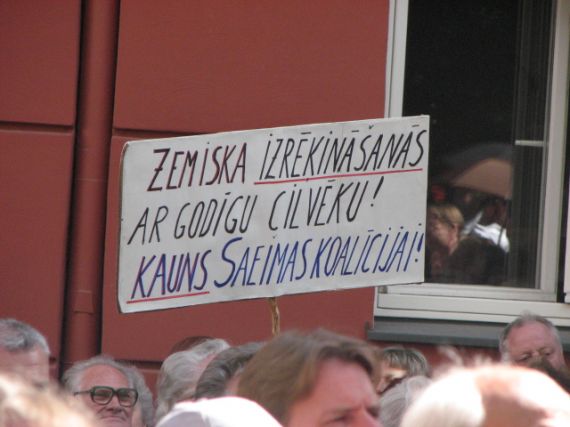 ZEMISKA IZRĒĶINĀŠANĀS
AR GODĪGU CILVĒKU!
KAUNS SAEIMAS KOALĪCIJAI!